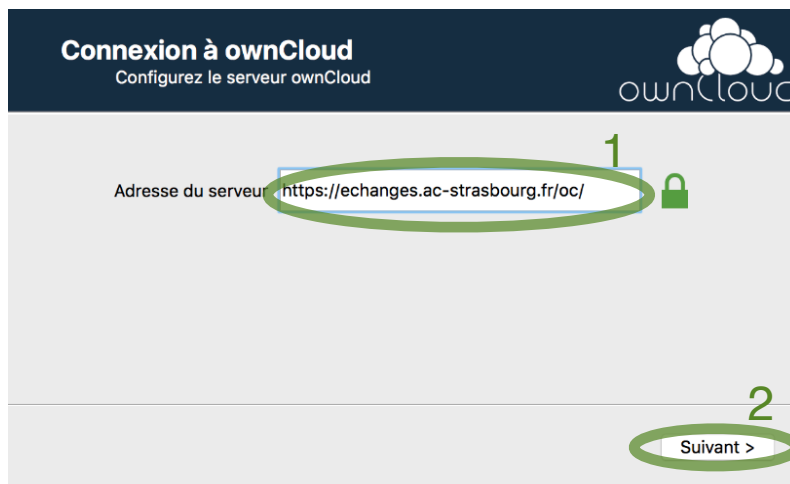 Connexion à ownCloud
Configurez le serveur ownCloud
ownCloud
1
Adresse du serveur https://echanges.ac-strasbourg.fr/oc/
2
Suivant >